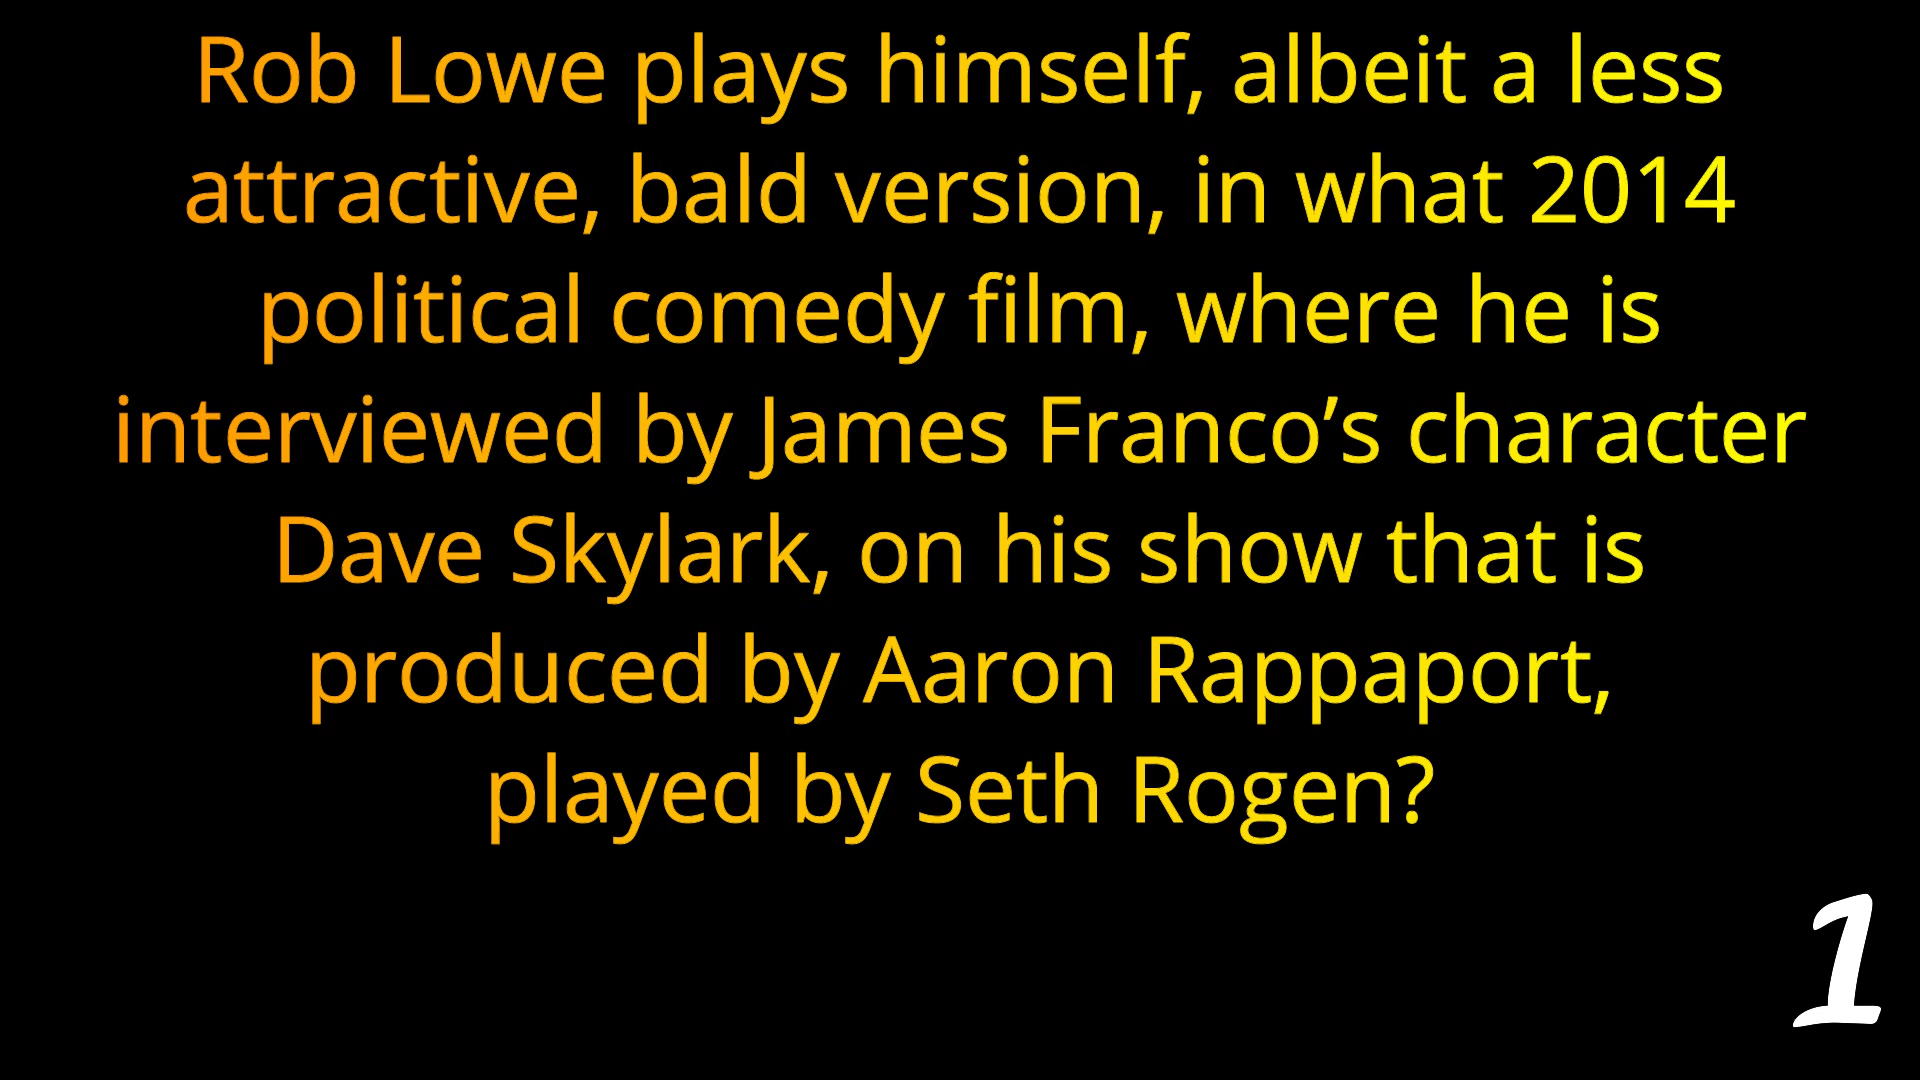 Rob Lowe plays himself, albeit a less
attractive, bald version, in what 2014
political comedy film, where he is
interviewed by James Franco’s character
Dave Skylark, on his show that is
produced by Aaron Rappaport,
played by Seth Rogen?
1